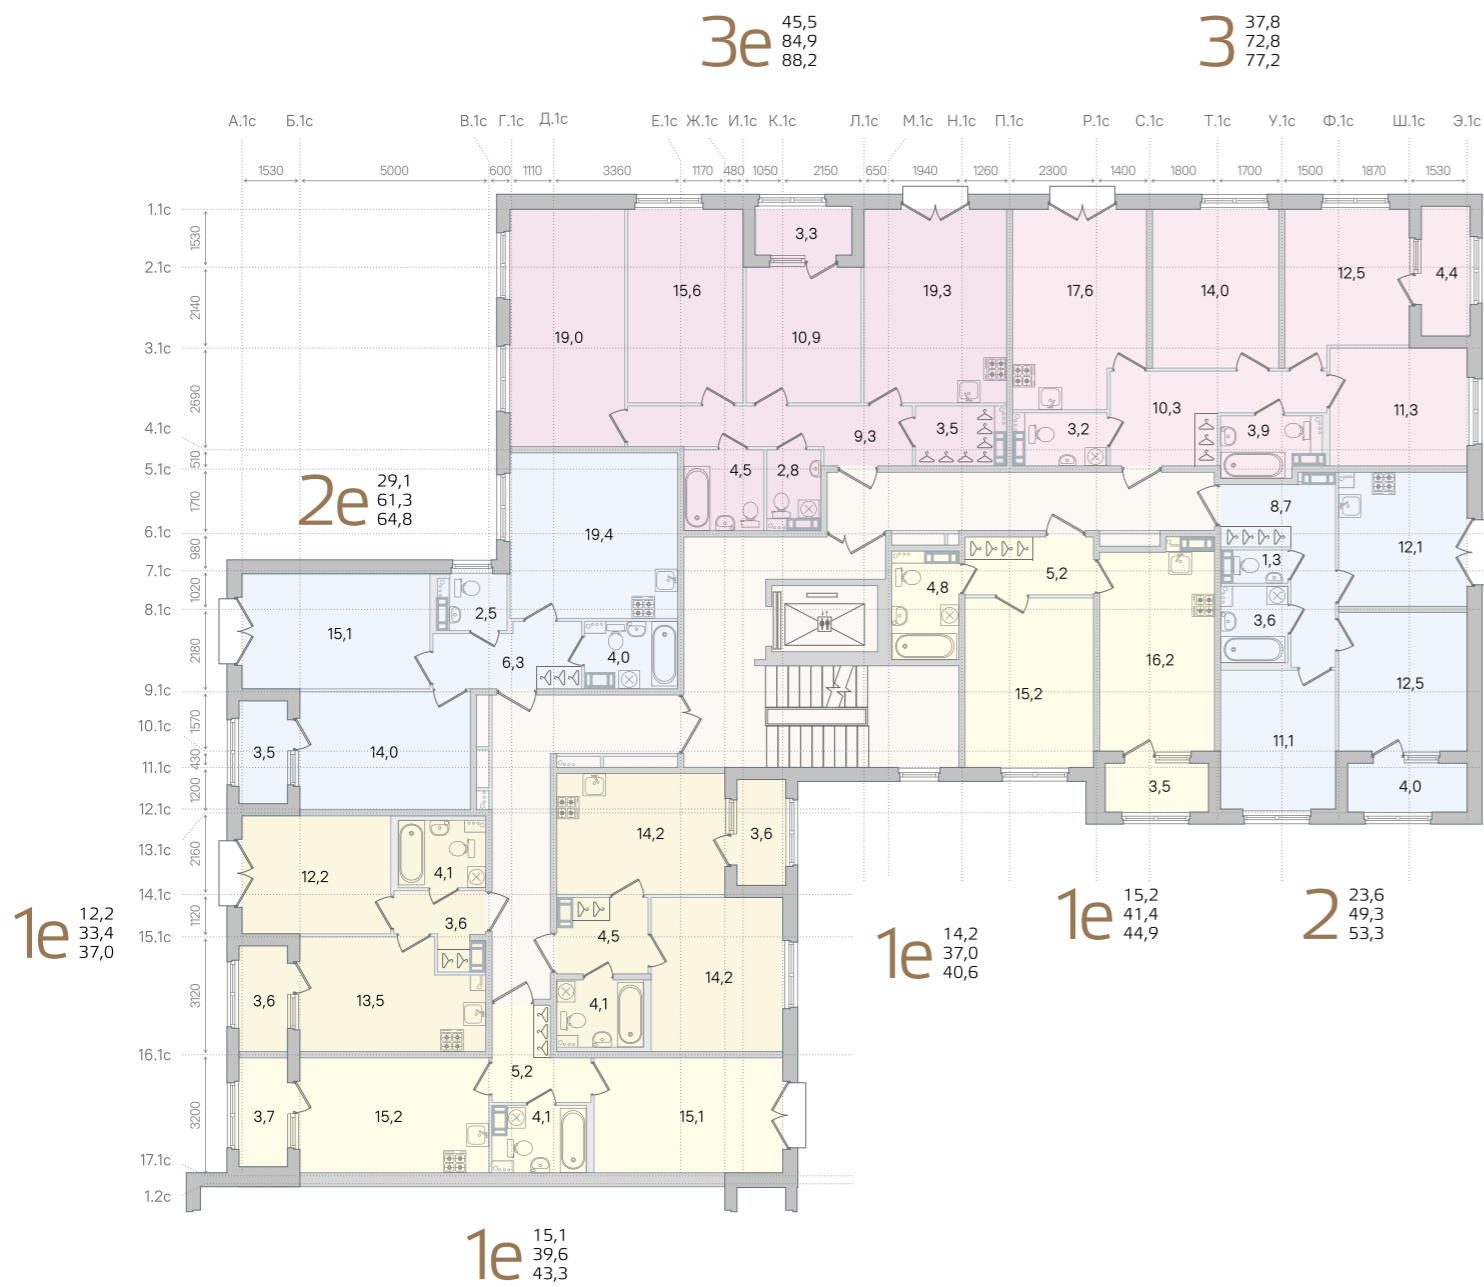 3е 45,5
84,9
88,2
3 37,8
72,8
77,2
А.1с Б.1с В.1с Г.1с Д.1с Е.1с Ж.1с И.1с К.1с Л.1с М.1с Н.1с П.1с Р.1с С.1с Т.1с У.1с Ф.1с Ш.1с Э.1с
1530 5000 600 1110 3360 1170 480 1050 2150 650 1940 1260 2300 1400 1800 1700 1500 1870 1530
1.1с
1530
2.1с
2140
3.1с
2690
4.1с
510
5.1с
1710
6.1с
980
7.1с
1020
8.1с
2180
9.1с
1570
10.1с
430
11.1с
1200
12.1с
2160
13.1с
14.1с
1120
15.1с
3120
16.1с
3200
17.1с
1.2с
3,3
15,6 19,3 17,6 14,0 12,5 4,4
19,0 10,9
9,3 3,5 3,2 10,3 3,9 11,3
4,5 2,8
2е 29,1
61,3
64,8
19,4
8,7
12,1
1,3
5,2
4,8
2,5
15,1
3,6
6,3 4,0
16,2
15,2
12,5
3,5 14,0
11,1
3,5
4,0
14,2 3,6
12,2 4,1
3,6
4,5
14,2
3,6 13,5
4,1
5,2
3,7 15,2 4,1 15,1
1е 12,2
33,4
37,0
1е 14,2
37,0
40,6
1е 15,2
41,4
44,9
2 23,6
49,3
53,3
1е 15,1
39,6
43,3